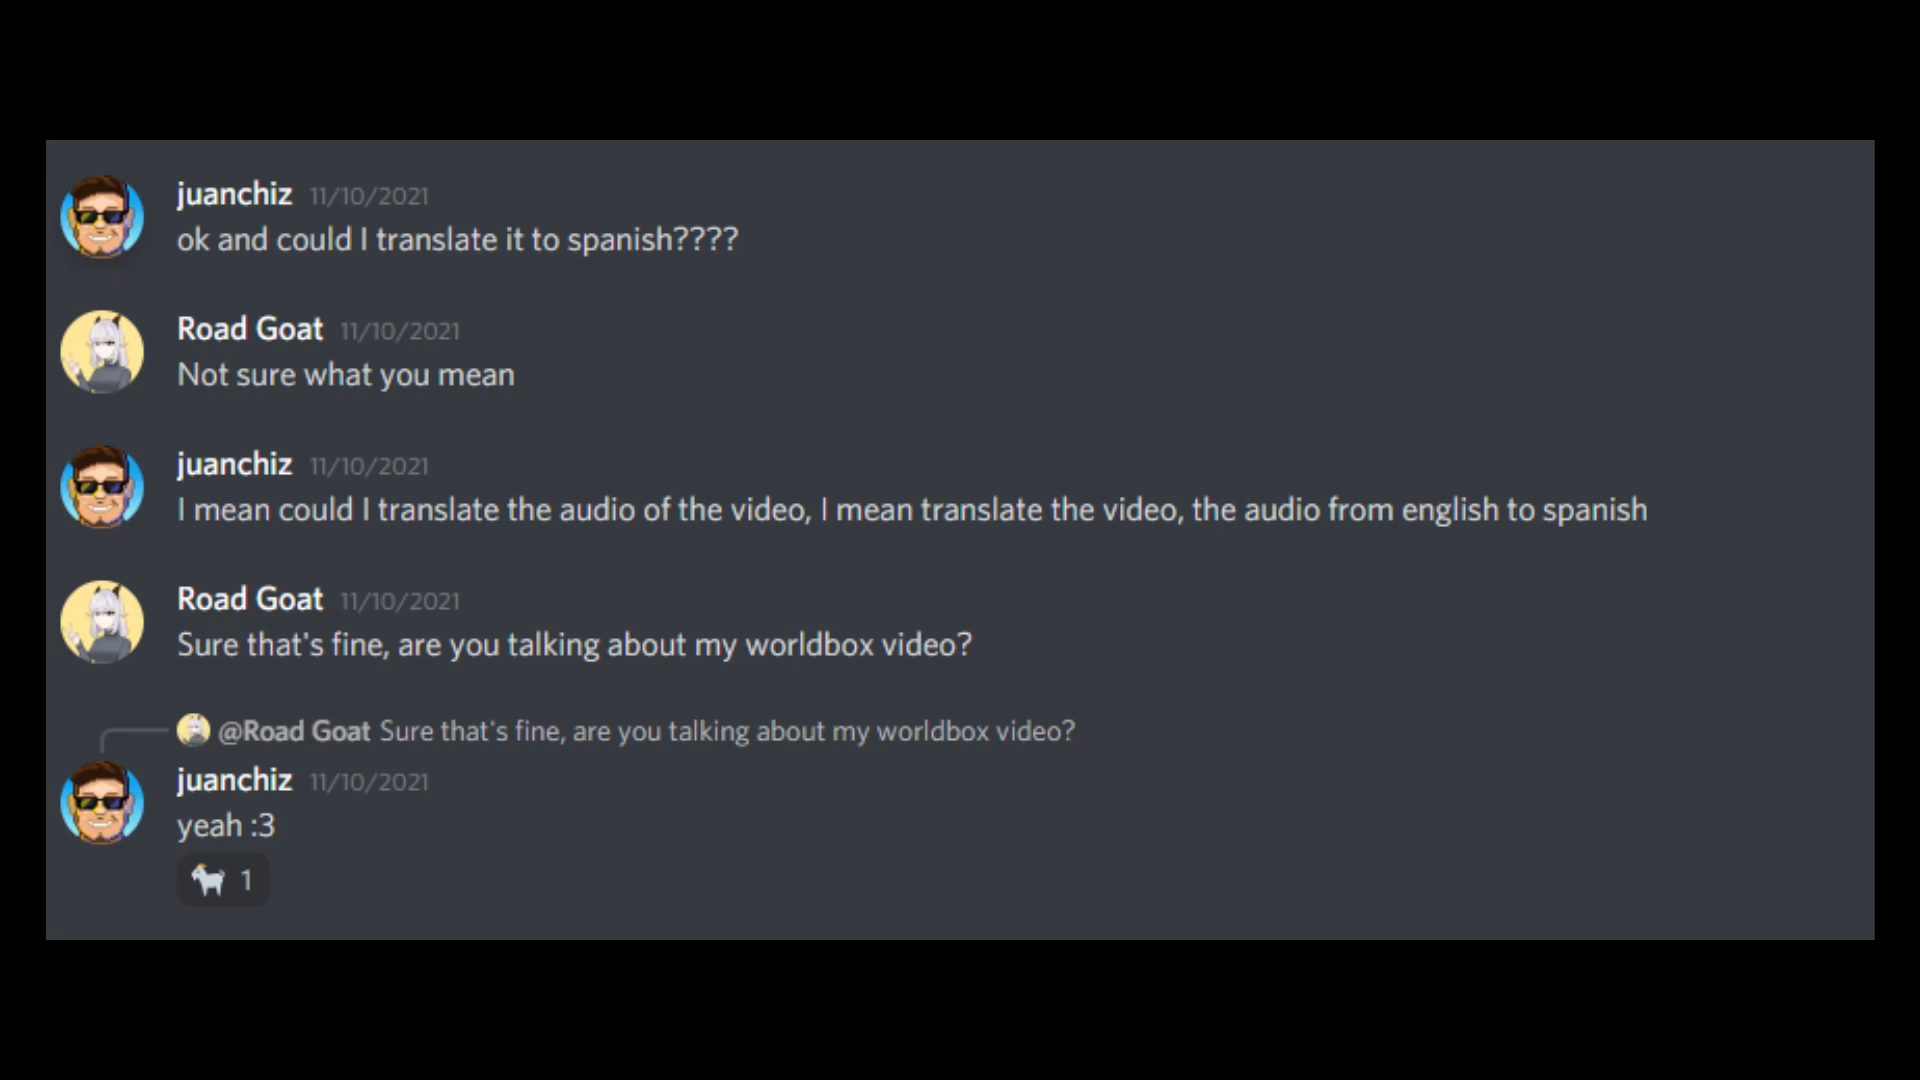 juanchiz 11/10/2021
ok and could I translate it to spanish????
Road Goat 11/10/2021
Not sure what you mean
juanchiz 11/10/2021
I mean could I translate the audio of the video, I mean translate the video, the audio from english to spanish
Road Goat 11/10/2021
Sure that's fine, are you talking about my worldbox video?
@Road Goat Sure that's fine, are you talking about my worldbox video?
juanchiz 11/10/2021
yeah :3
1